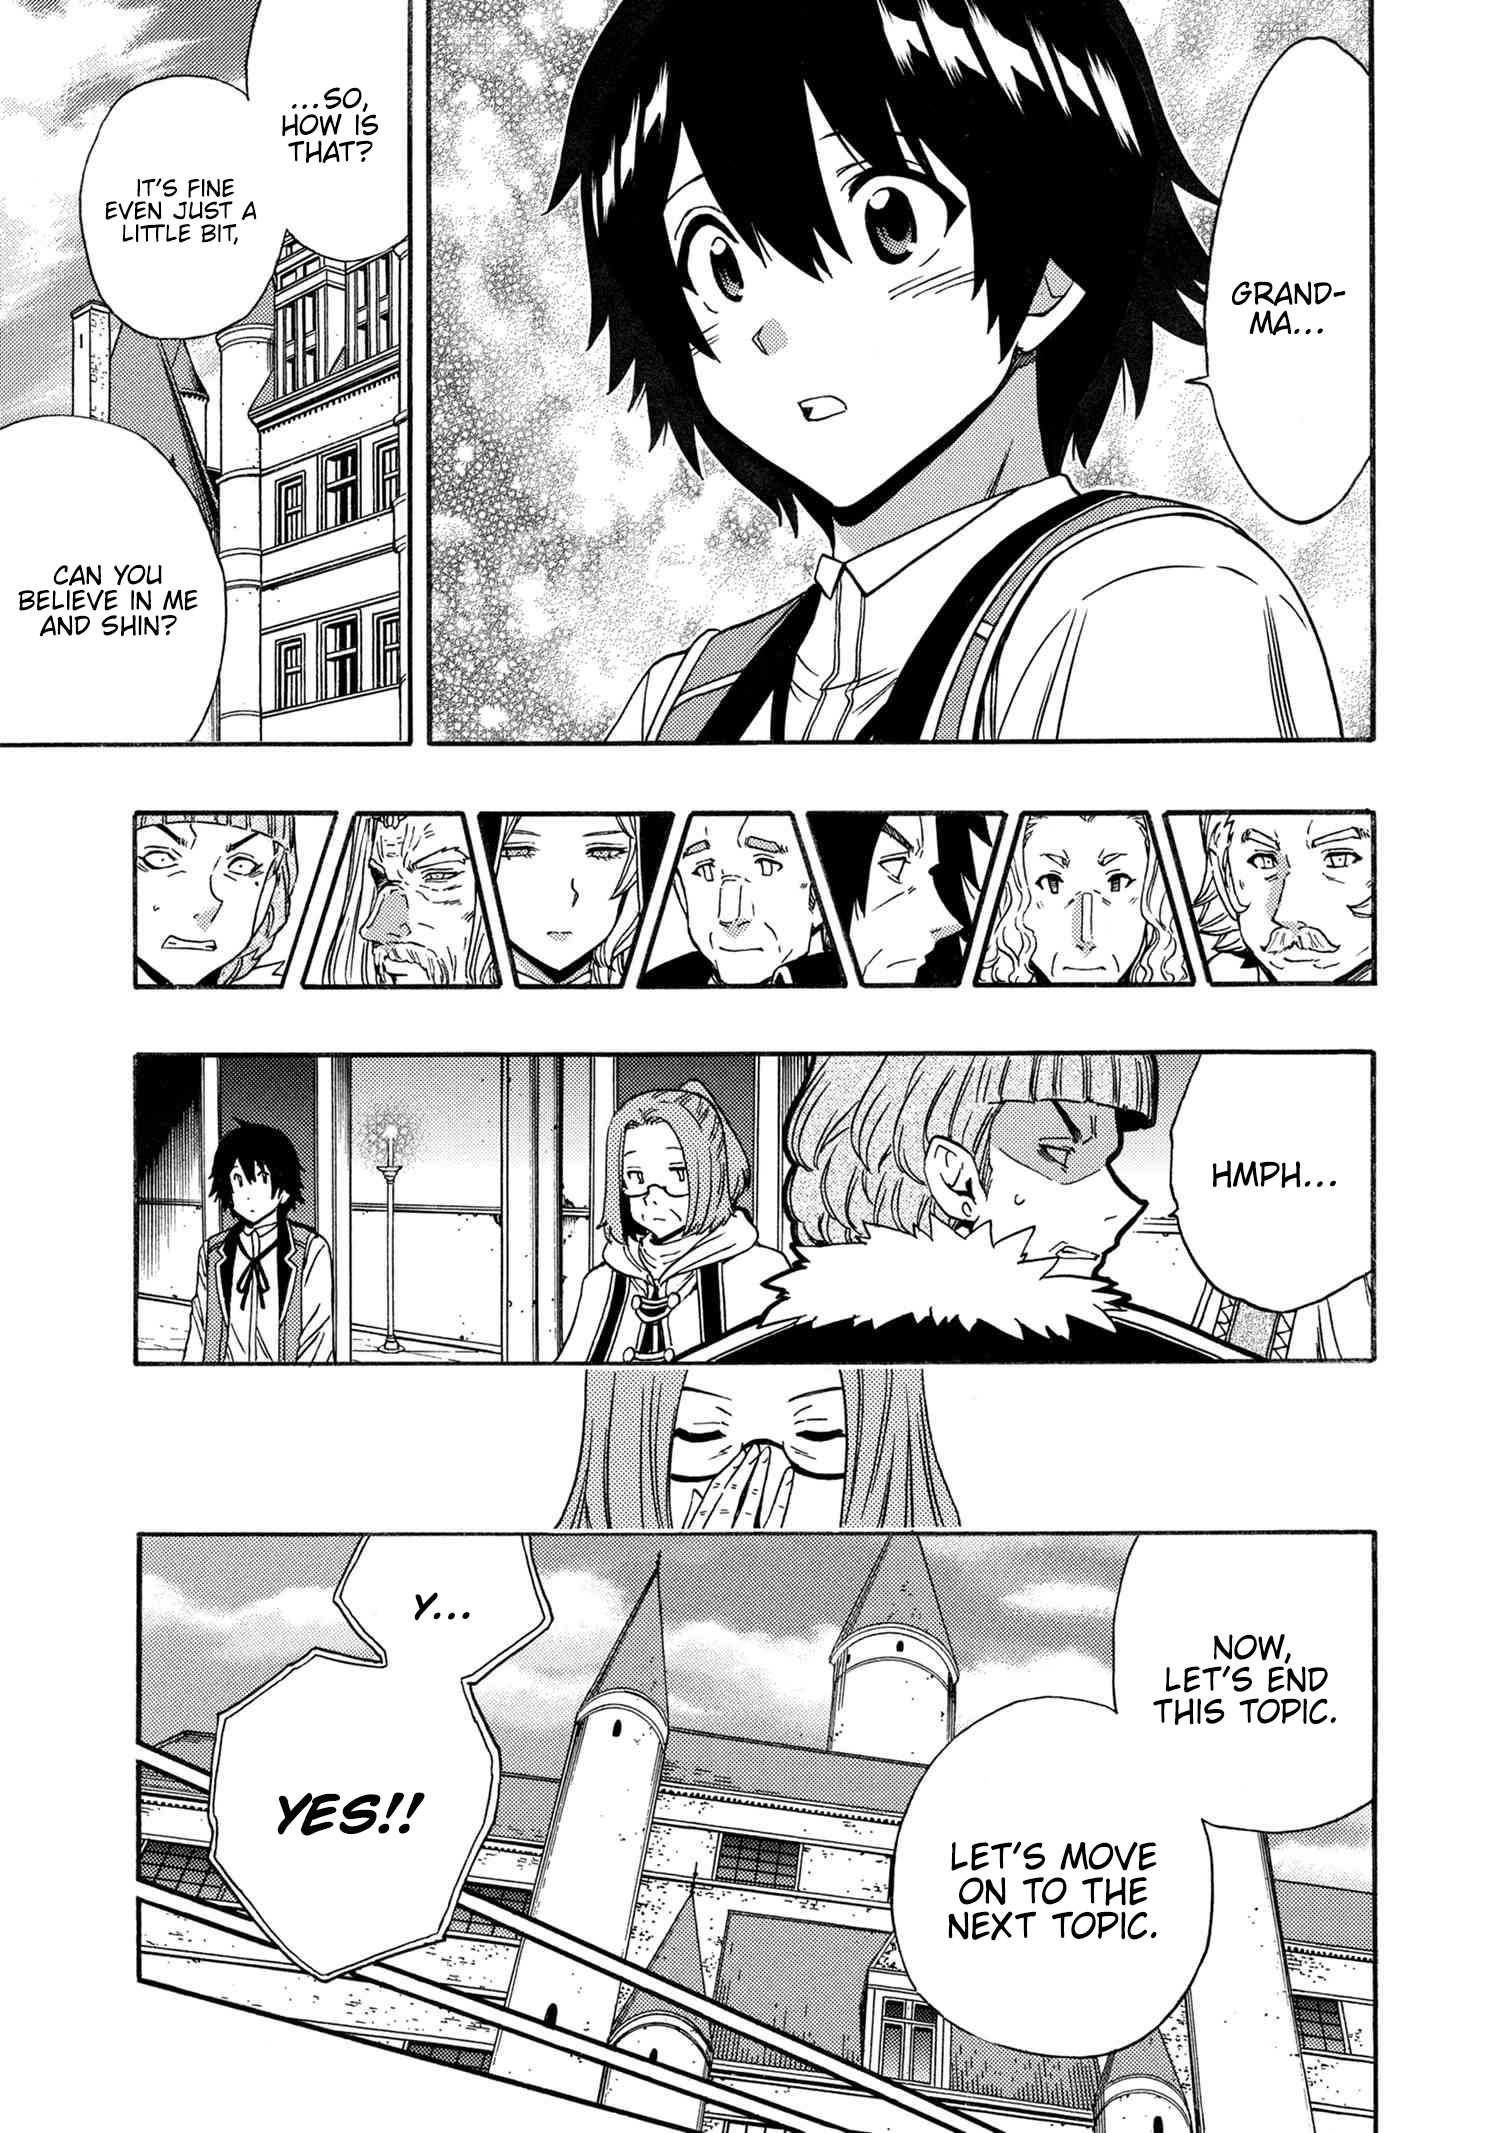 GRAND-
MA...
...SO,
HOW IS
THAT?
IT'S FINE
EVEN JUST A
LITTLE BIT,
CAN YOU
BELIEVE IN ME
AND SHIN?
HMPH...
NOW,
LET'S END
THIS TOPIC.
LET'S MOVE
ON TO THE
NEXT TOPIC.
Y...
YES!!